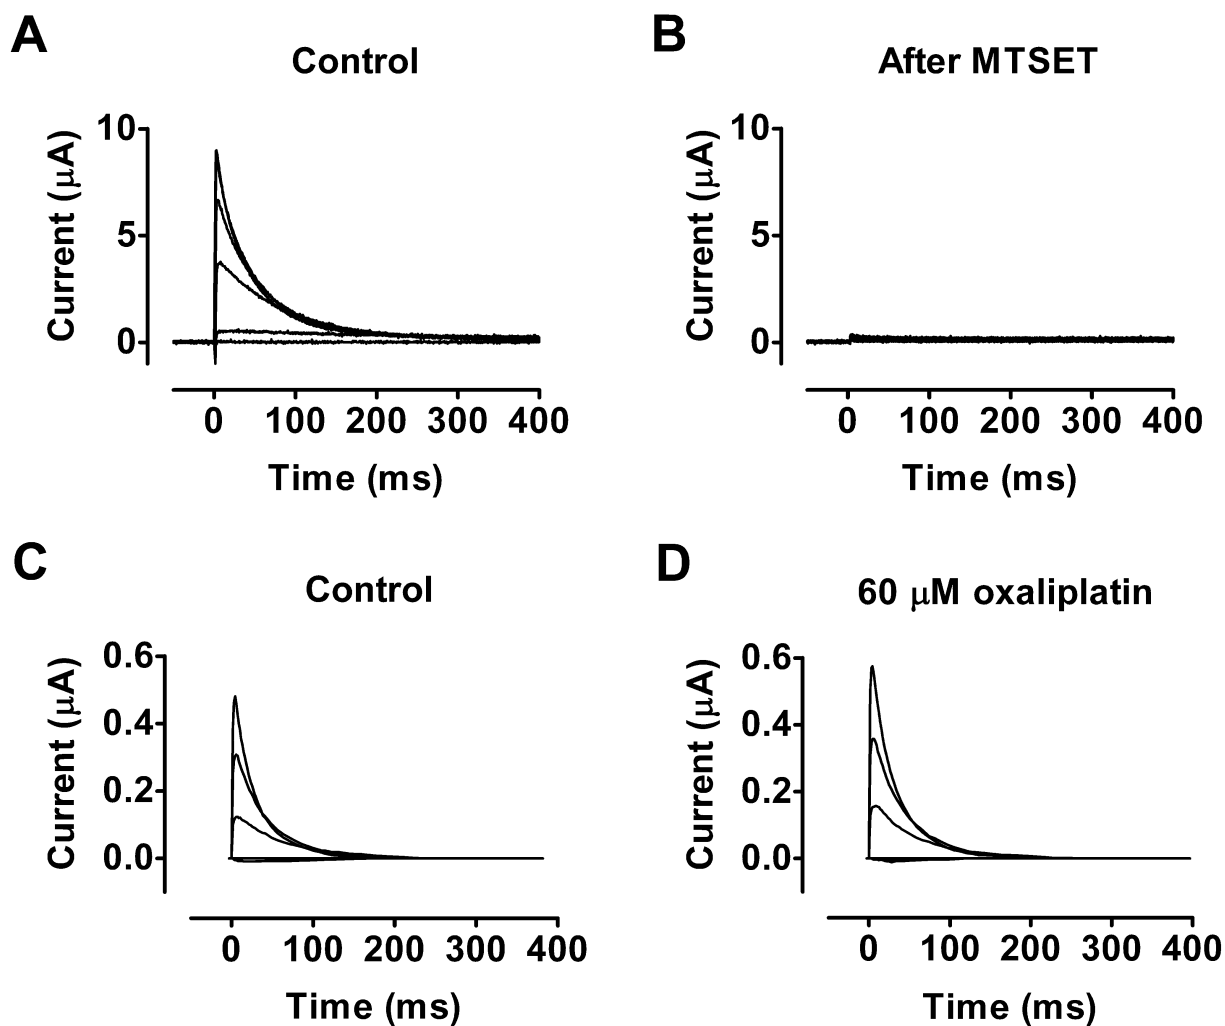 A
Control
Current (μA)
10
5
0
0 100 200 300 400
Time (ms)
B
After MTSET
Current (μA)
10
5
0
0 100 200 300 400
Time (ms)
C
Control
Current (μA)
0.6
0.4
0.2
0.0
0 100 200 300 400
Time (ms)
D
60 μM oxaliplatin
Current (μA)
0.6
0.4
0.2
0.0
0 100 200 300 400
Time (ms)